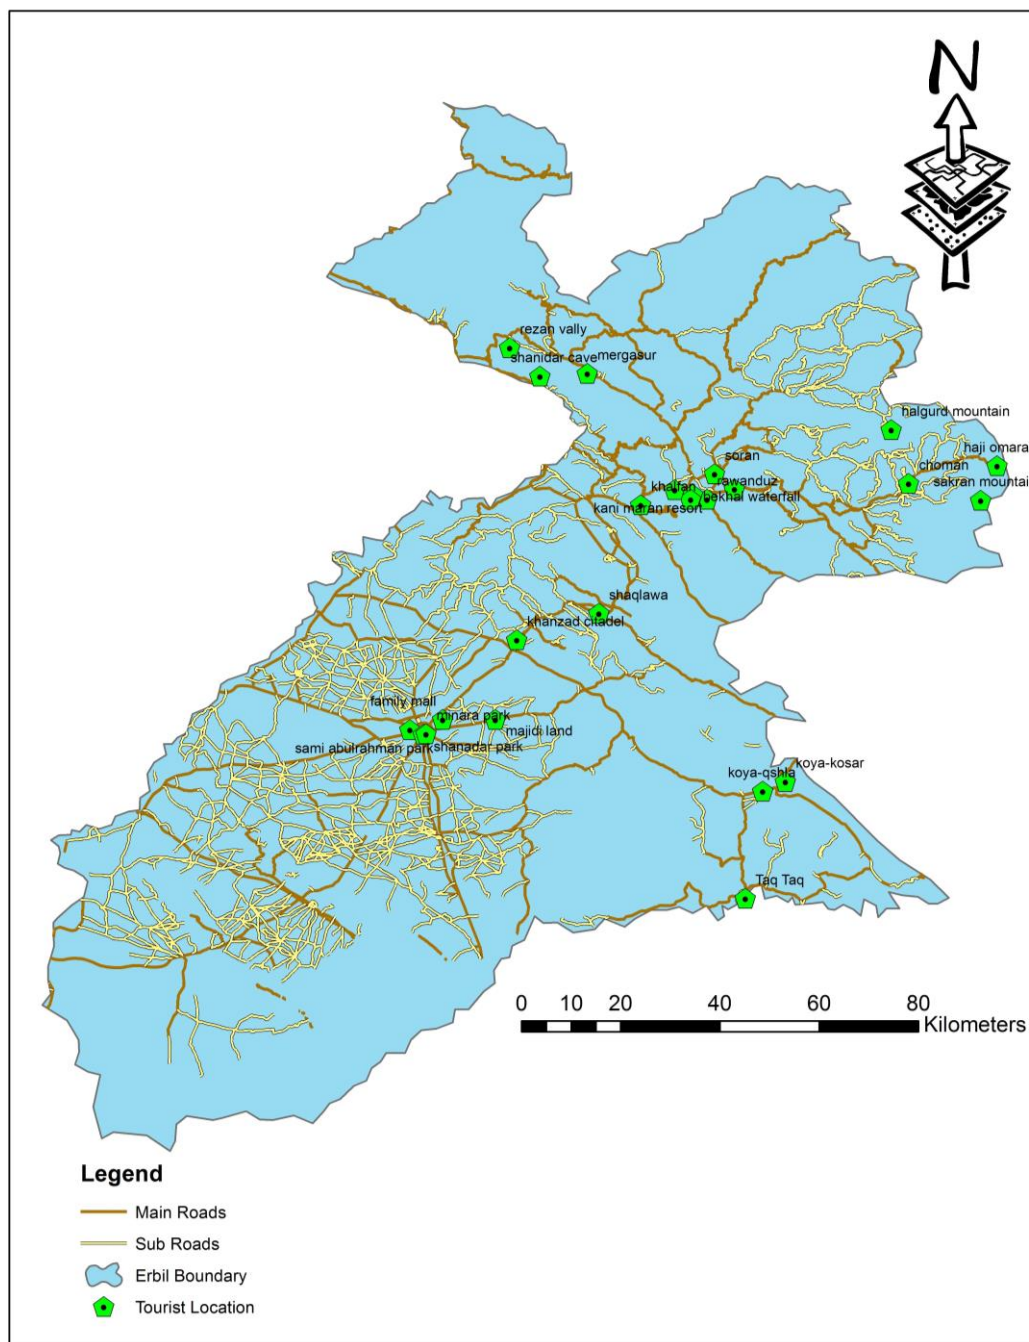 N
rezan vally
shanidar cave
mergasur
halgurd mountain
haji omara
choman
sakran mountai
soran
rawanduz
khalfan
bekhal waterfall
kani maran resort
shaqlawa
khanzad citadel
family mall
minara park
majidi land
sami abulrahman park
shanadar park
koya-kosar
koya-qshla
Taq Taq
0 10 20 40 60 80
Kilometers
Legend
Main Roads
Sub Roads
Erbil Boundary
Tourist Location